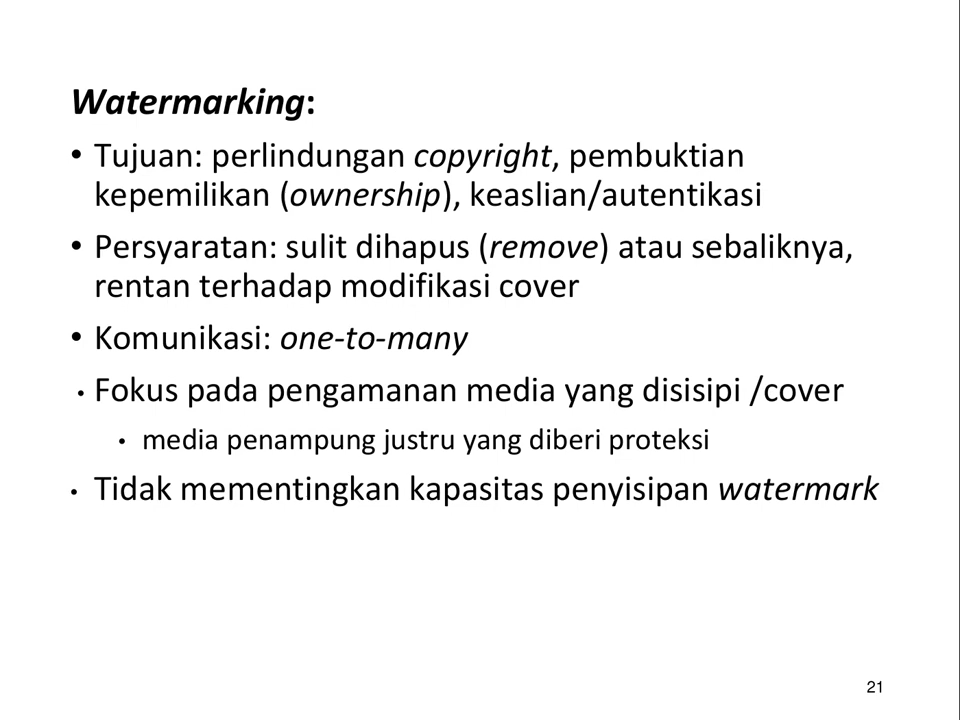 Watermarking:
• Tujuan: perlindungan copyright, pembuktian
kepemilikan (ownership), keaslian/autentikasi
• Persyaratan: sulit dihapus (remove) atau sebaliknya,
rentan terhadap modifikasi cover
• Komunikasi: one-to-many
• Fokus pada pengamanan media yang disisipi /cover
• media penampung justru yang diberi proteksi
• Tidak mementingkan kapasitas penyisipan watermark
21